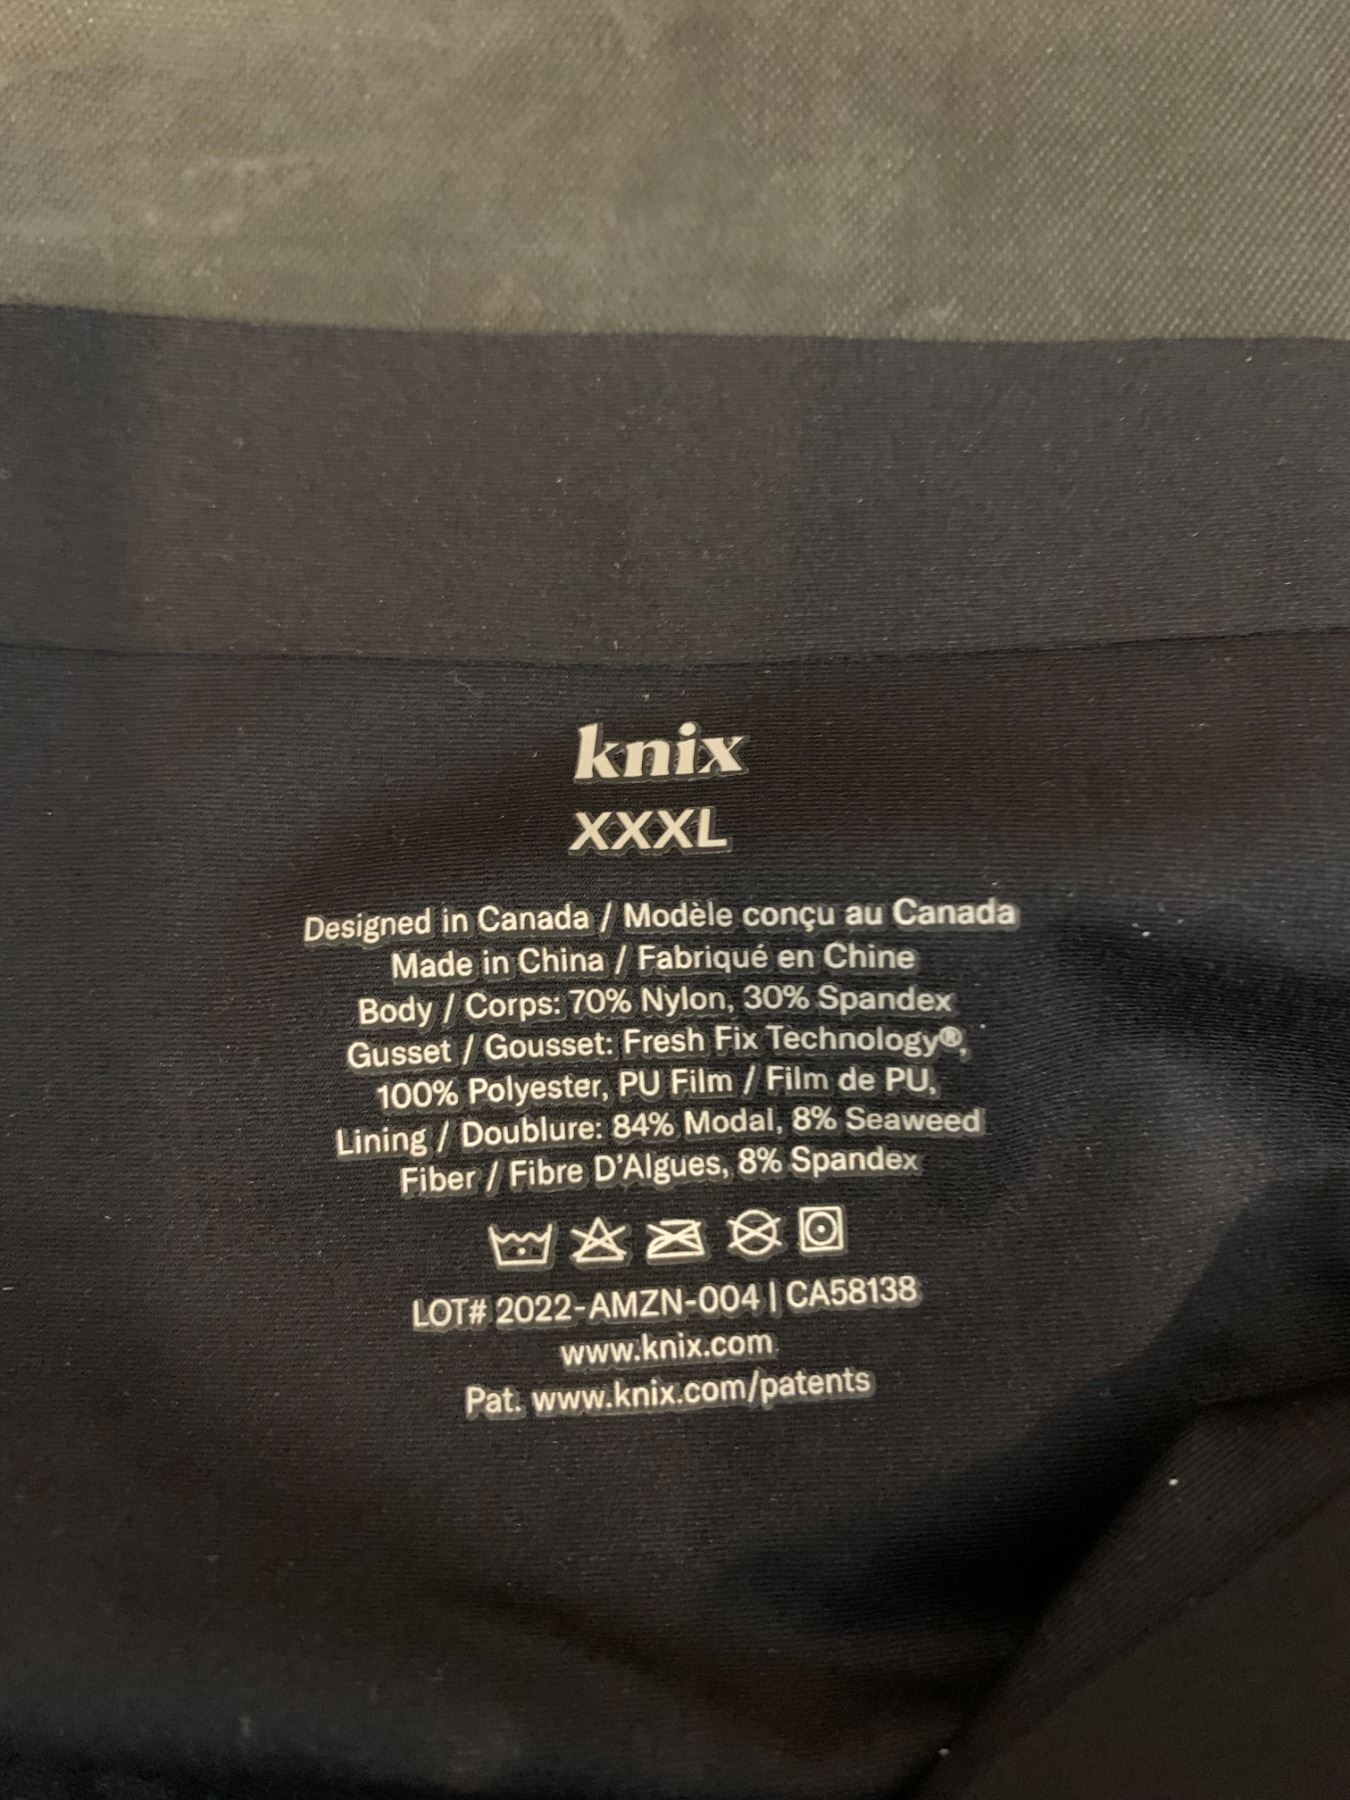 knix
XXXL
Designed in Canada / Modèle conçu au Canada
Made in China / Fabriqué en Chine
Body / Corps: 70% Nylon, 30% Spandex
Gusset / Gousset: Fresh Fix Technology®,
100% Polyester, PU Film / Film de PU,
Lining / Doublure: 84% Modal, 8% Seaweed
Fiber / Fibre D'Algues, 8% Spandex
LOT# 2022-AMZN-004 | CA58138
www.knix.com
Pat. www.knix.com/patents